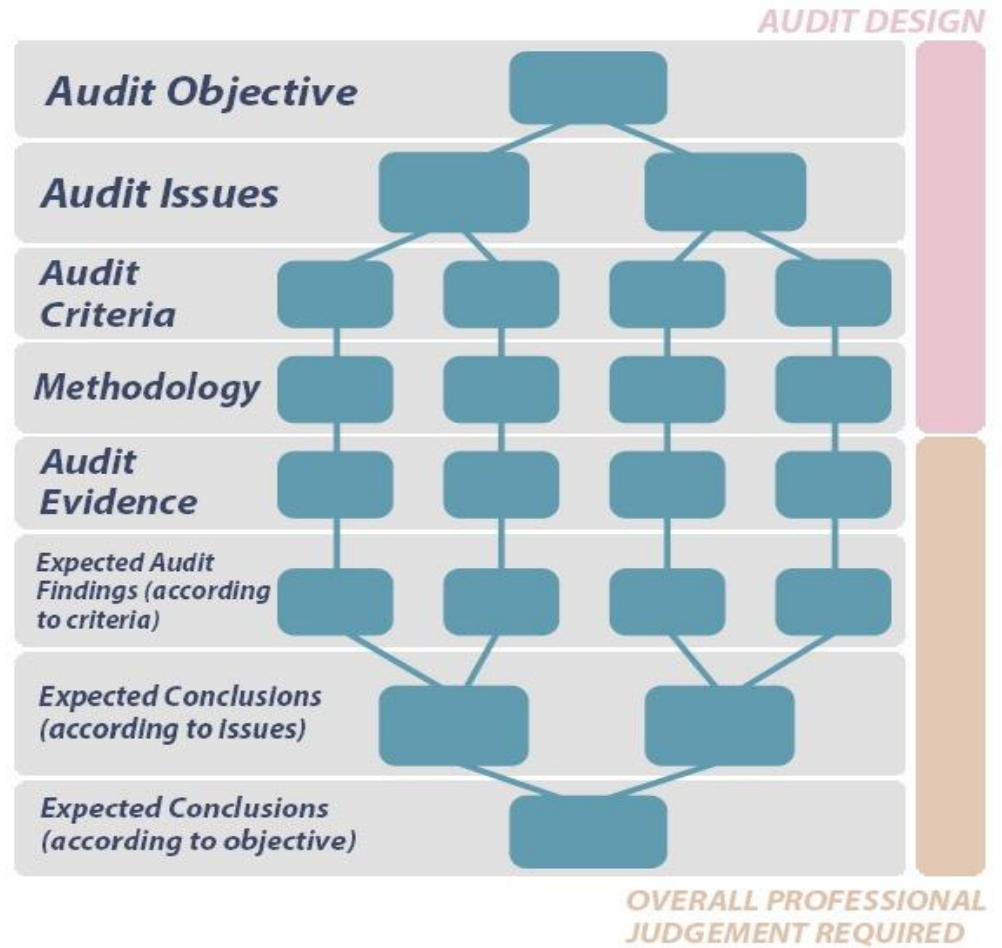 AUDIT DESIGN
Audit Objective
Audit Issues
Audit
Criteria
Methodology
Audit
Evidence
Expected Audit
Findings (according
to criteria)
Expected Conclusions
(according to issues)
Expected Conclusions
(according to objective)
OVERALL PROFESSIONAL
JUDGEMENT REQUIRED